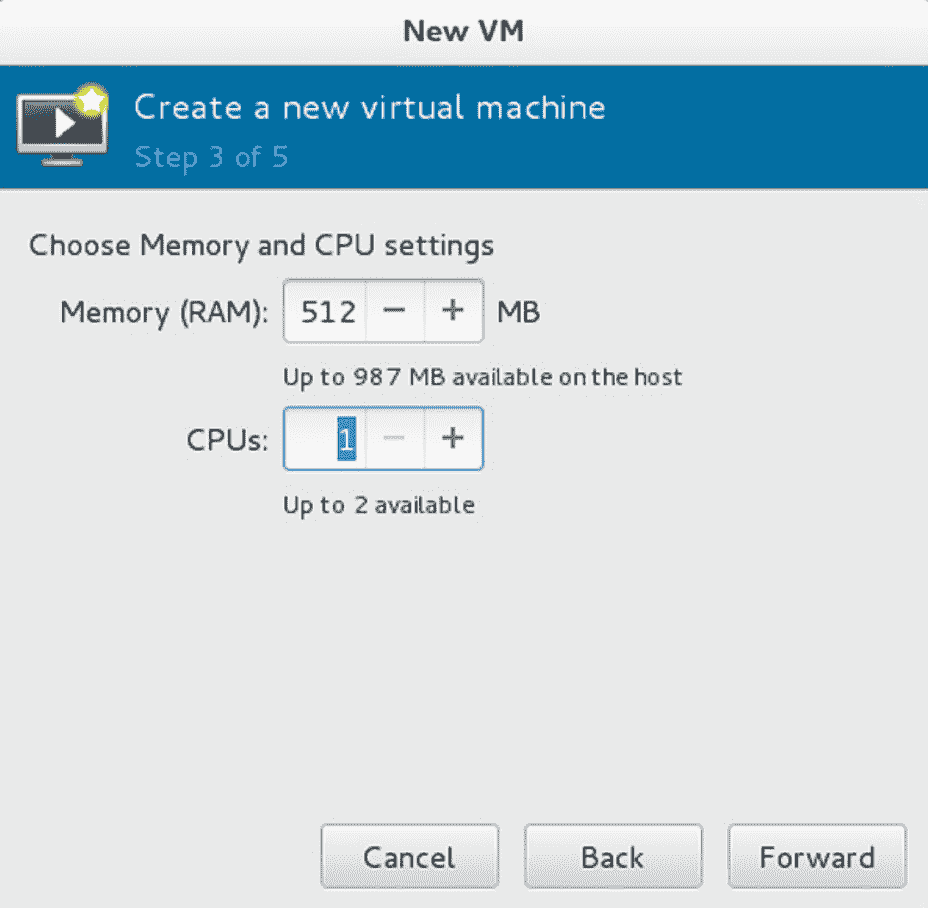 New VM
Create a new virtual machine
Step 3 of 5
Choose Memory and CPU settings
Memory (RAM): 512 − + MB
Up to 987 MB available on the host
CPUs: 1 − +
Up to 2 available
Cancel Back Forward